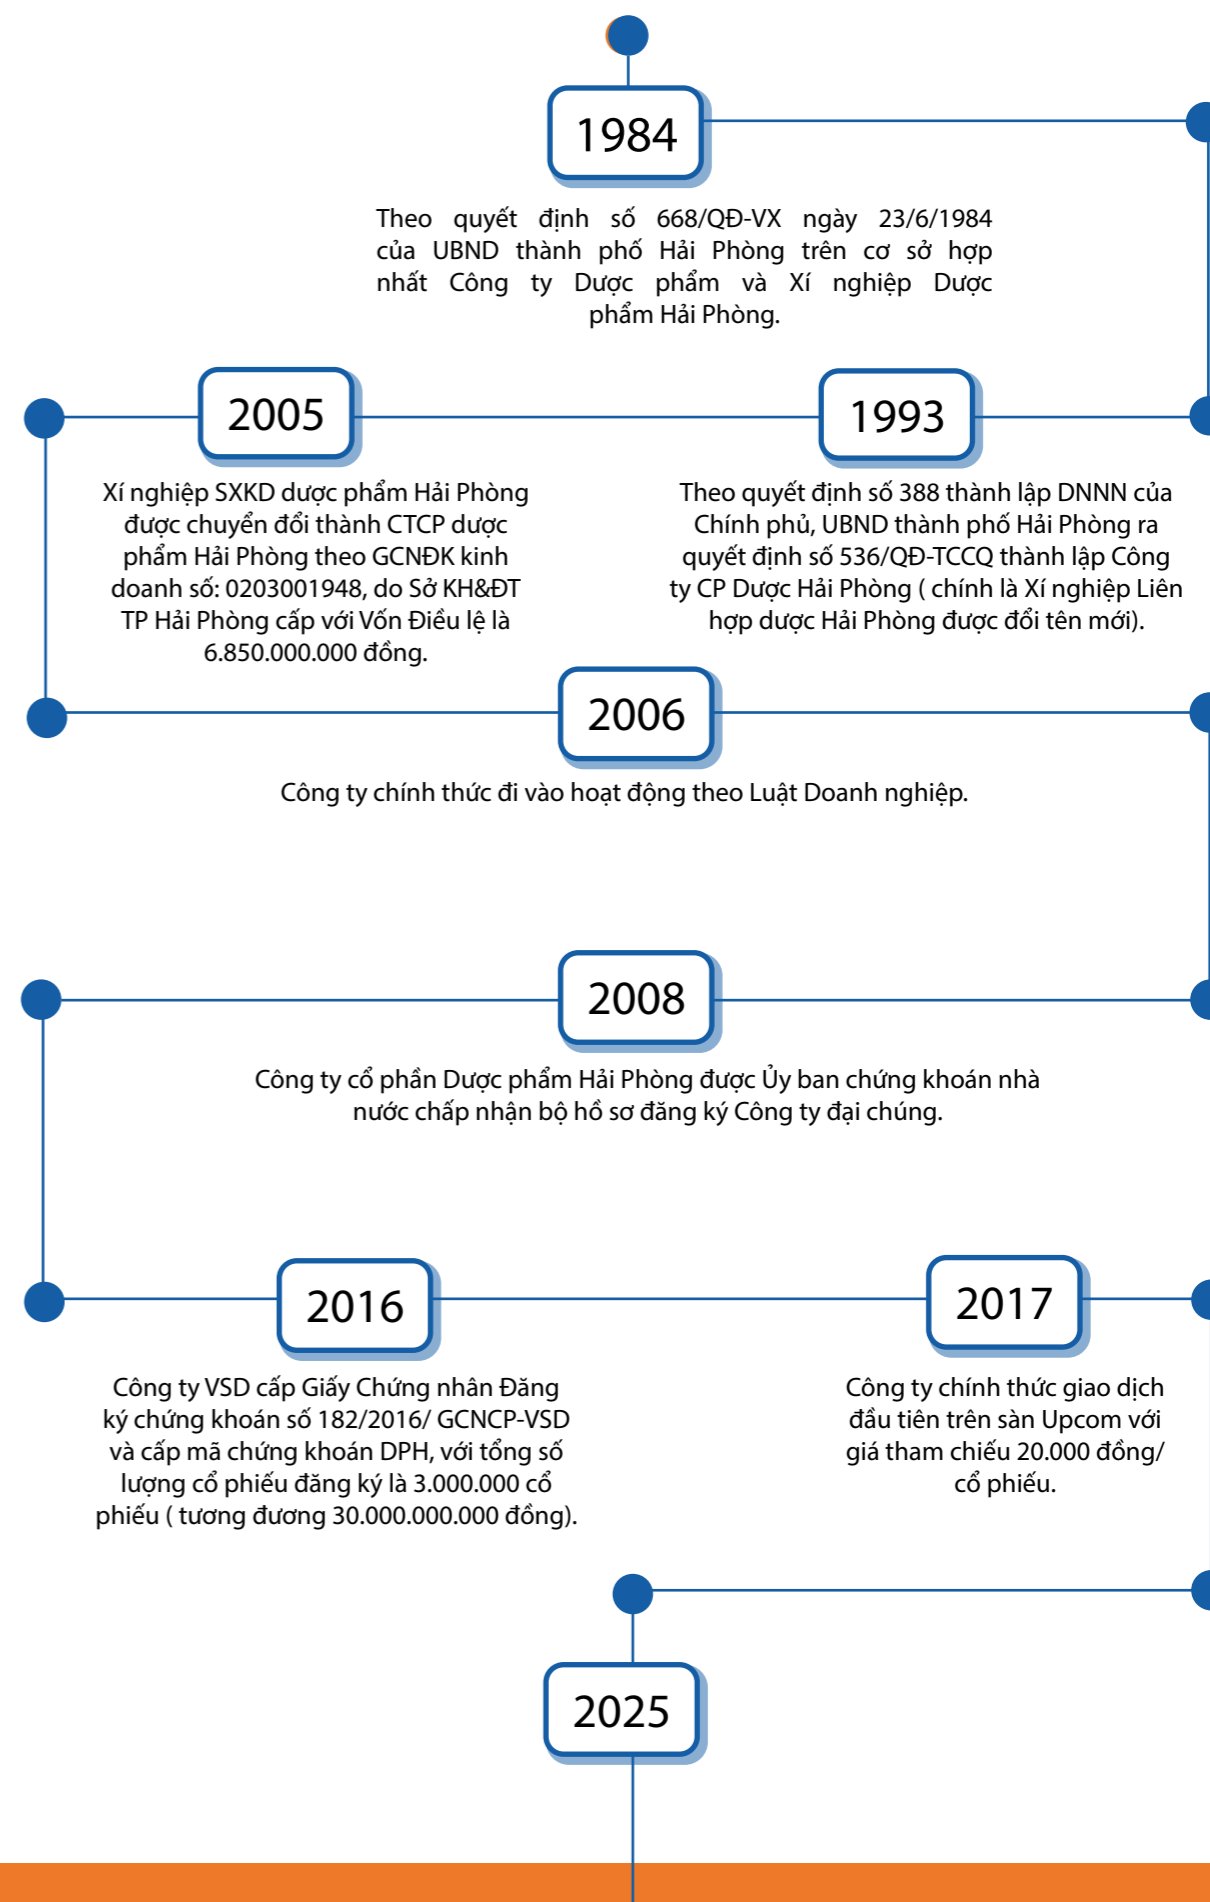 1984
Theo quyết định số 668/QĐ-VX ngày 23/6/1984
của UBND thành phố Hải Phòng trên cơ sở hợp
nhất Công ty Dược phẩm và Xí nghiệp Dược
phẩm Hải Phòng.
1993
Theo quyết định số 388 thành lập DNNN của
Chính phủ, UBND thành phố Hải Phòng ra
quyết định số 536/QĐ-TCCQ thành lập Công
ty CP Dược Hải Phòng ( chính là Xí nghiệp Liên
hợp dược Hải Phòng được đổi tên mới).
2005
Xí nghiệp SXKD dược phẩm Hải Phòng
được chuyển đổi thành CTCP dược
phẩm Hải Phòng theo GCNĐK kinh
doanh số: 0203001948, do Sở KH&ĐT
TP Hải Phòng cấp với Vốn Điều lệ là
6.850.000.000 đồng.
2006
Công ty chính thức đi vào hoạt động theo Luật Doanh nghiệp.
2008
Công ty cổ phần Dược phẩm Hải Phòng được Ủy ban chứng khoán nhà
nước chấp nhận bộ hồ sơ đăng ký Công ty đại chúng.
2016
Công ty VSD cấp Giấy Chứng nhân Đăng
ký chứng khoán số 182/2016/ GCNCP-VSD
và cấp mã chứng khoán DPH, với tổng số
lượng cổ phiếu đăng ký là 3.000.000 cổ
phiếu ( tương đương 30.000.000.000 đồng).
2017
Công ty chính thức giao dịch
đầu tiên trên sàn Upcom với
giá tham chiếu 20.000 đồng/
cổ phiếu.
2025